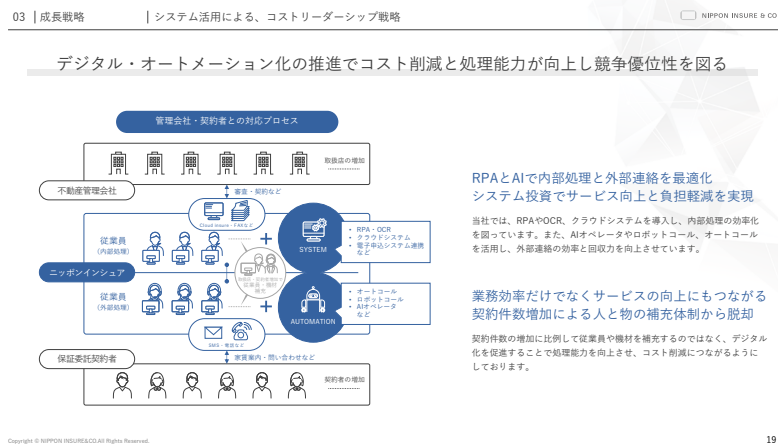 03 成長戦略 システム活用による、コストリーダーシップ戦略
NIPPON INSURE & CO
デジタル・オートメーション化の推進でコスト削減と処理能力が向上し競争優位性を図る
管理会社・契約者との対応プロセス
取扱店の増加
不動産管理会社
審査・契約など
Cloud Insure・FAXなど
従業員
(内部処理)
SYSTEM
• RPA・OCR
• クラウドシステム
• 電子申込システム連携
など
ニッポンインシュア
従業員・機材
補充
従業員
(外部処理)
AUTOMATION
• オートコール
• ロボットコール
• AIオペレータ
など
SMS・電話など
保証委託契約者
家賃案内・問い合わせなど
契約者の増加
RPAとAIで内部処理と外部連絡を最適化
システム投資でサービス向上と負担軽減を実現
当社では、RPAやOCR、クラウドシステムを導入し、内部処理の効率化
を図っています。また、AIオペレータやロボットコール、オートコール
を活用し、外部連絡の効率と回収力を向上させています。
業務効率だけでなくサービスの向上にもつながる
契約件数増加による人と物の補充体制から脱却
契約件数の増加に比例して従業員や機材を補充するのではなく、デジタル
化を促進することで処理能力を向上させ、コスト削減につながるように
しております。
Copyright © NIPPON INSURE&CO.All Rights Reserved.
19